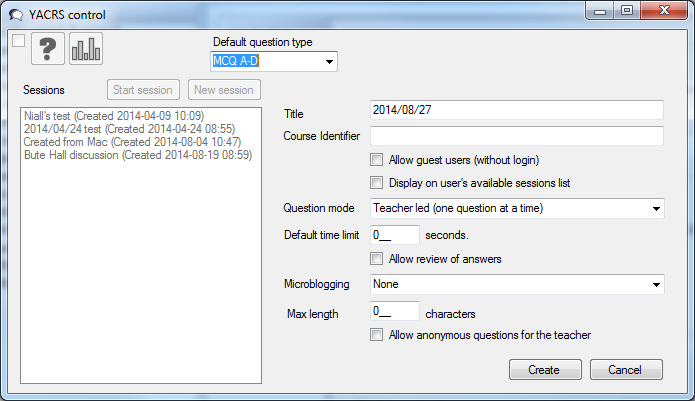 YACRS control
Default question type
MCQ A-D
Sessions
Start session
New session
Niall's test (Created 2014-04-09 10:09)
2014/04/24 test (Created 2014-04-24 08:55)
Created from Mac (Created 2014-08-04 10:47)
Bute Hall discussion (Created 2014-08-19 08:59)
Title 2014/08/27
Course Identifier
Allow guest users (without login)
Display on user's available sessions list
Question mode Teacher led (one question at a time)
Default time limit 0__ seconds.
Allow review of answers
Microblogging None
Max length 0__ characters
Allow anonymous questions for the teacher
Create Cancel